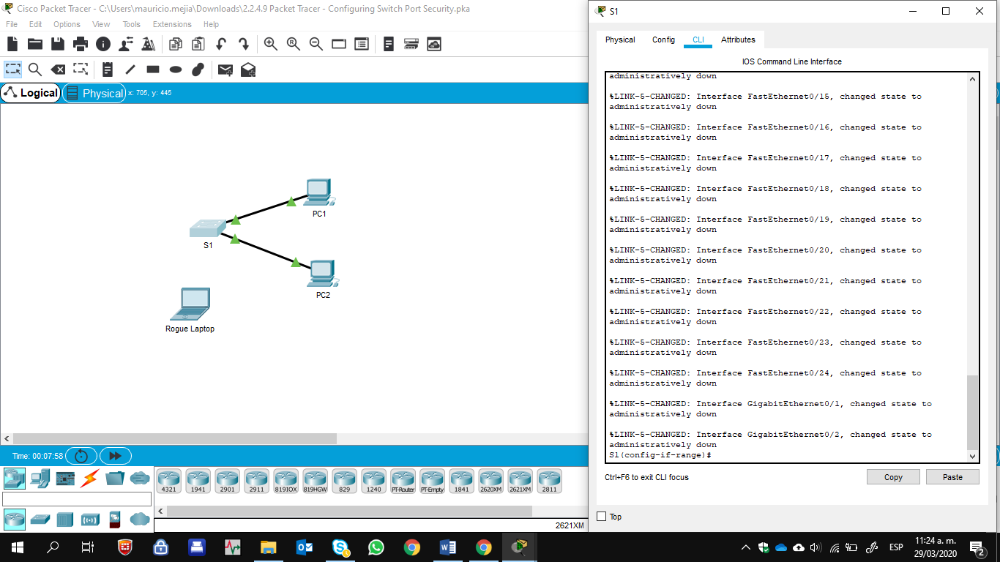 Cisco Packet Tracer - C:\Users\mauricio.mejia\Downloads\2.2.4.9 Packet Tracer - Configuring Switch Port Security.pka
File Edit Options View Tools Extensions Help
Logical
Physical
x: 705, y: 445
PC1
S1
PC2
Rogue Laptop
Time: 00:07:58
4321 1941 2901 2911 819IOX 819HGW 829 1240 PT-Router PT-Empty 1841 2620XM 2621XM 2811
2621XM
S1
Physical Config CLI Attributes
IOS Command Line Interface
administratively down
%LINK-5-CHANGED: Interface FastEthernet0/15, changed state to
administratively down
%LINK-5-CHANGED: Interface FastEthernet0/16, changed state to
administratively down
%LINK-5-CHANGED: Interface FastEthernet0/17, changed state to
administratively down
%LINK-5-CHANGED: Interface FastEthernet0/18, changed state to
administratively down
%LINK-5-CHANGED: Interface FastEthernet0/19, changed state to
administratively down
%LINK-5-CHANGED: Interface FastEthernet0/20, changed state to
administratively down
%LINK-5-CHANGED: Interface FastEthernet0/21, changed state to
administratively down
%LINK-5-CHANGED: Interface FastEthernet0/22, changed state to
administratively down
%LINK-5-CHANGED: Interface FastEthernet0/23, changed state to
administratively down
%LINK-5-CHANGED: Interface FastEthernet0/24, changed state to
administratively down
%LINK-5-CHANGED: Interface GigabitEthernet0/1, changed state to
administratively down
%LINK-5-CHANGED: Interface GigabitEthernet0/2, changed state to
administratively down
S1(config-if-range)#
Ctrl+F6 to exit CLI focus
Copy Paste
Top
ESP
11:24 a. m.
29/03/2020
2